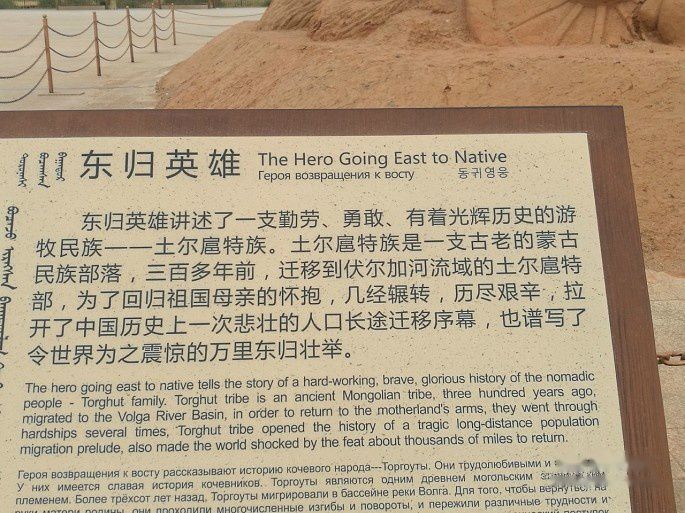 东归英雄 The Hero Going East to Native
Героя возвращения к восту 동귀영웅
东归英雄讲述了一支勤劳、勇敢、有着光辉历史的游
牧民族——土尔扈特族。土尔扈特族是一支古老的蒙古
民族部落，三百多年前，迁移到伏尔加河流域的土尔扈特
部，为了回归祖国母亲的怀抱，几经辗转，历尽艰辛，拉
开了中国历史上一次悲壮的人口长途迁移序幕，也谱写了
令世界为之震惊的万里东归壮举。
The hero going east to native tells the story of a hard-working, brave, glorious history of the nomadic
people - Torghut family. Torghut tribe is an ancient Mongolian tribe, three hundred years ago,
migrated to the Volga River Basin, in order to return to the motherland's arms, they went through
hardships several times, Torghut tribe opened the history of a tragic long-distance population
migration prelude, also made the world shocked by the feat about thousands of miles to return.
Героя возвращения к восту рассказывают историю кочевого народа---Торгоуты. Они трудолюбивыми и
У них имеется славая история кочевников. Торгоуты являются одним древнем могольским
племенем. Более трёхсот лет назад, Торгоуты мигрировали в бассейне реки Волга. Для того, чтобы вернуться на
руки матери родины, они проходили многочисленные изгибы и повороты, и пережили различные трудности и